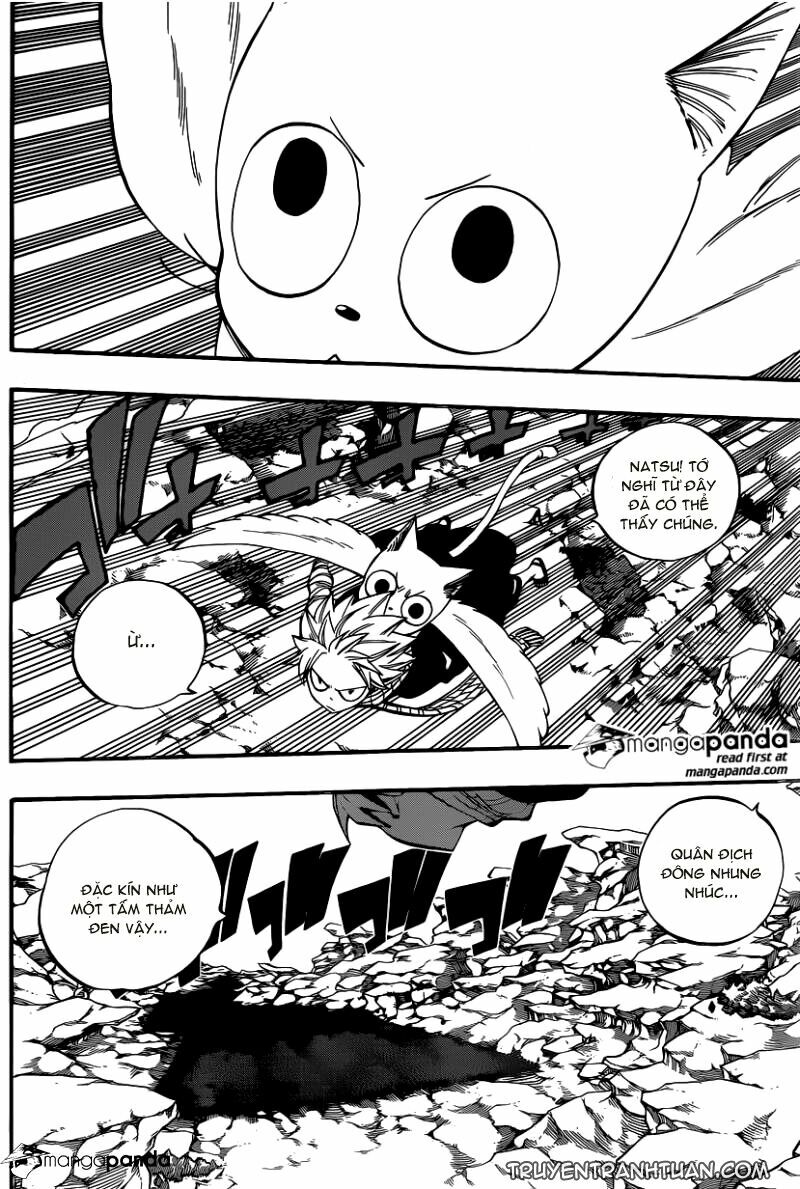 NATSU! TỚ
NGHĨ TỪ ĐÂY
ĐÃ CÓ THỂ
THẤY CHÚNG.
Ừ...
mangapanda
read first at
mangapanda.com
QUÂN ĐỊCH
ĐÔNG NHUNG
NHÚC...
ĐẶC KÍN NHƯ
MỘT TẤM THẢM
ĐEN VẬY...
mangapanda
TRUYENTRANHTUAN.COM